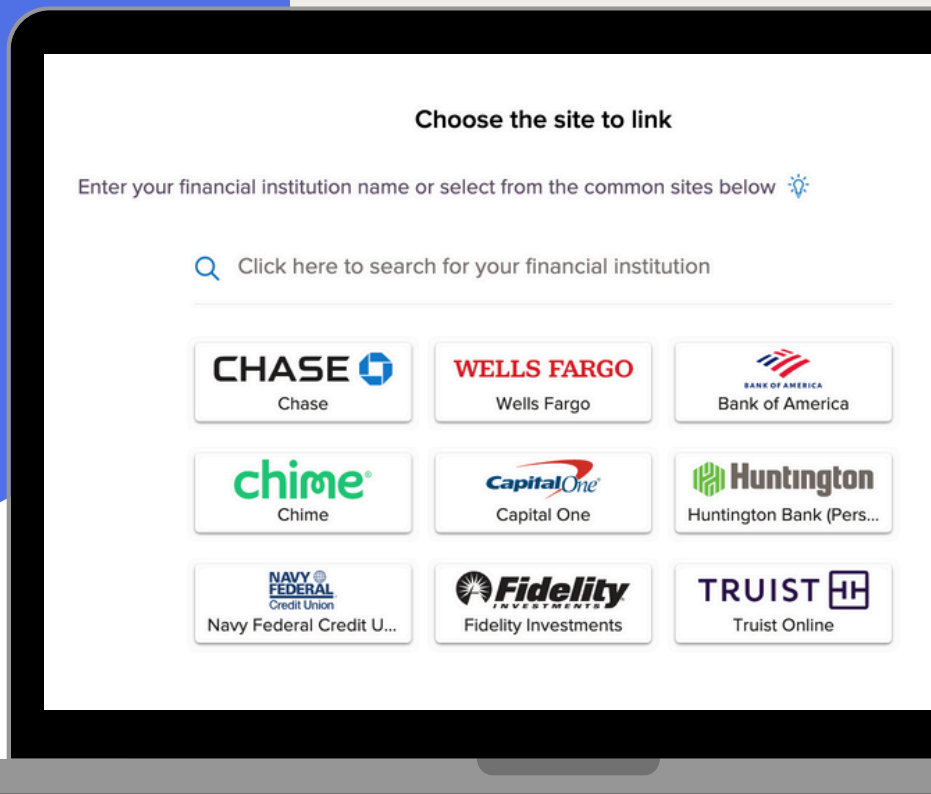 Choose the site to link
Enter your financial institution name or select from the common sites below
Click here to search for your financial institution
CHASE
Chase
WELLS FARGO
Wells Fargo
BANK OF AMERICA
Bank of America
chime
Chime
Capital One
Capital One
Huntington
Huntington Bank (Pers...
NAVY
FEDERAL
Credit Union
Navy Federal Credit U...
Fidelity
INVESTMENTS
Fidelity Investments
TRUIST
Truist Online